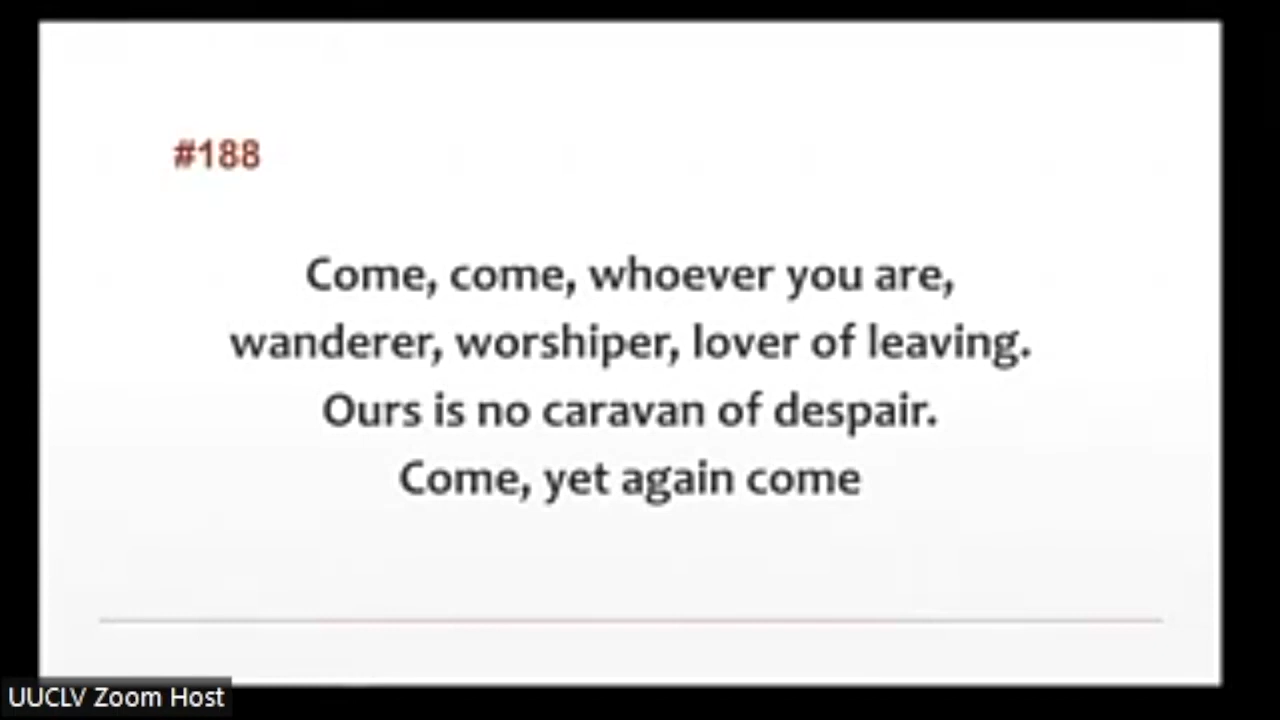 #188
Come, come, whoever you are,
wanderer, worshiper, lover of leaving.
Ours is no caravan of despair.
Come, yet again come
UUCLV Zoom Host